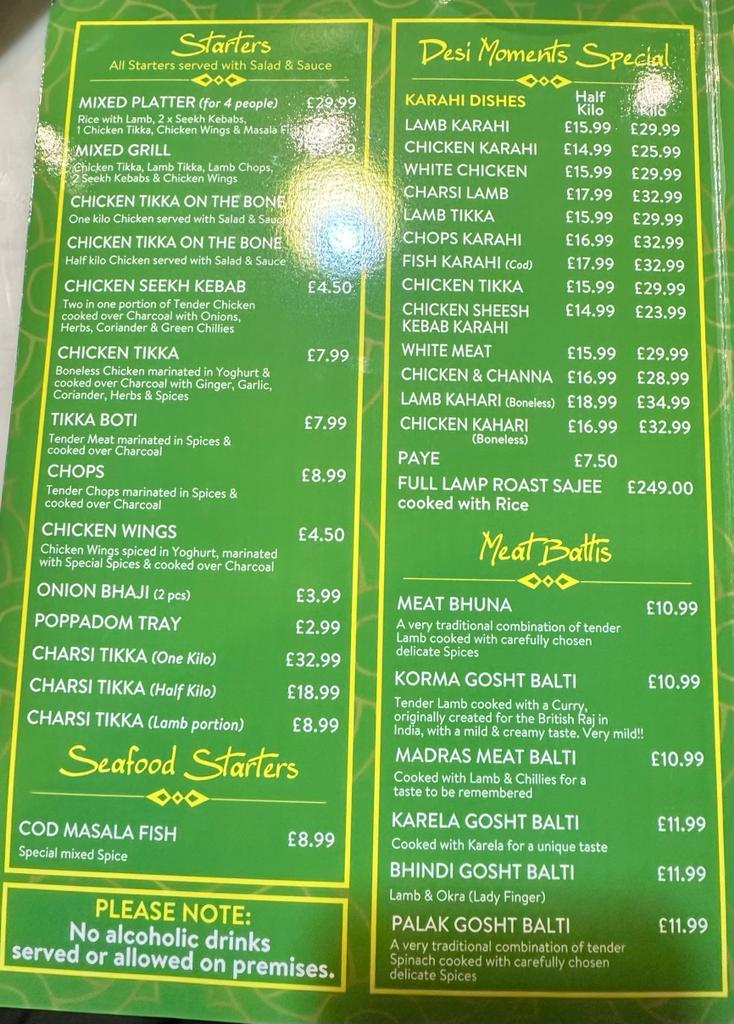 Starters
All Starters served with Salad & Sauce
MIXED PLATTER (for 4 people) £29.99
Rice with Lamb, 2 x Seekh Kebabs,
1 Chicken Tikka, Chicken Wings & Masala
MIXED GRILL
Chicken Tikka, Lamb Tikka, Lamb Chops,
2 Seekh Kebabs & Chicken Wings
CHICKEN TIKKA ON THE BONE
One kilo Chicken served with Salad & Sauce
CHICKEN TIKKA ON THE BONE
Half kilo Chicken served with Salad & Sauce
CHICKEN SEEKH KEBAB £4.50
Two in one portion of Tender Chicken
cooked over Charcoal with Onions,
Herbs, Coriander & Green Chillies
CHICKEN TIKKA £7.99
Boneless Chicken marinated in Yoghurt &
cooked over Charcoal with Ginger, Garlic,
Coriander, Herbs & Spices
TIKKA BOTI £7.99
Tender Meat marinated in Spices &
cooked over Charcoal
CHOPS £8.99
Tender Chops marinated in Spices &
cooked over Charcoal
CHICKEN WINGS £4.50
Chicken Wings spiced in Yoghurt, marinated
with Special Spices & cooked over Charcoal
ONION BHAJI (2 pcs) £3.99
POPPADOM TRAY £2.99
CHARSI TIKKA (One Kilo) £32.99
CHARSI TIKKA (Half Kilo) £18.99
CHARSI TIKKA (Lamb portion) £8.99
Seafood Starters
COD MASALA FISH £8.99
Special mixed Spice
PLEASE NOTE:
No alcoholic drinks
served or allowed on premises.
Desi Moments Special
KARAHI DISHES Half Kilo
LAMB KARAHI £15.99 £29.99
CHICKEN KARAHI £14.99 £25.99
WHITE CHICKEN £15.99 £29.99
CHARSI LAMB £17.99 £32.99
LAMB TIKKA £15.99 £29.99
CHOPS KARAHI £16.99 £32.99
FISH KARAHI (Cod) £17.99 £32.99
CHICKEN TIKKA £15.99 £29.99
CHICKEN SHEESH £14.99 £23.99
KEBAB KARAHI
WHITE MEAT £15.99 £29.99
CHICKEN & CHANNA £16.99 £28.99
LAMB KAHARI (Boneless) £18.99 £34.99
CHICKEN KAHARI £16.99 £32.99
(Boneless)
PAYE £7.50
FULL LAMP ROAST SAJEE £249.00
cooked with Rice
Meat Baltis
MEAT BHUNA £10.99
A very traditional combination of tender
Lamb cooked with carefully chosen
delicate Spices
KORMA GOSHT BALTI £10.99
Tender Lamb cooked with a Curry,
originally created for the British Raj in
India, with a mild & creamy taste. Very mild!!
MADRAS MEAT BALTI £10.99
Cooked with Lamb & Chillies for a
taste to be remembered
KARELA GOSHT BALTI £11.99
Cooked with Karela for a unique taste
BHINDI GOSHT BALTI £11.99
Lamb & Okra (Lady Finger)
PALAK GOSHT BALTI £11.99
A very traditional combination of tender
Spinach cooked with carefully chosen
delicate Spices